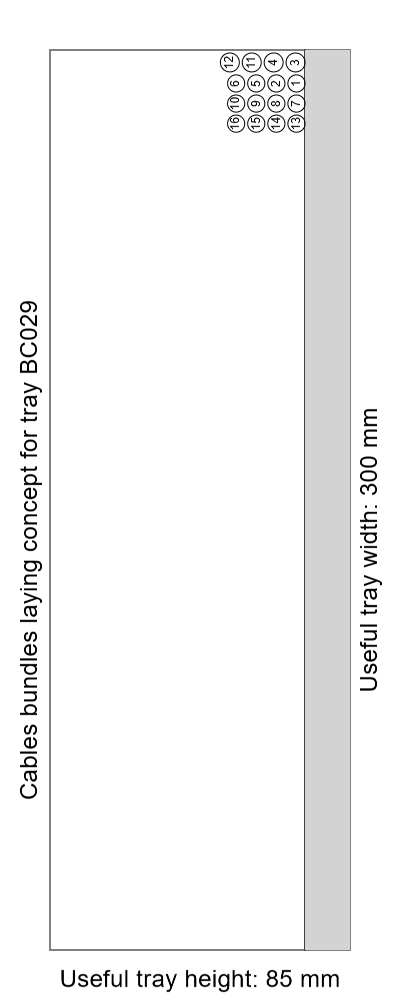 Cables bundles laying concept for tray BC029
12 11 4 3
6 5 2 1
10 9 8 7
16 15 14 13
Useful tray width: 300 mm
Useful tray height: 85 mm